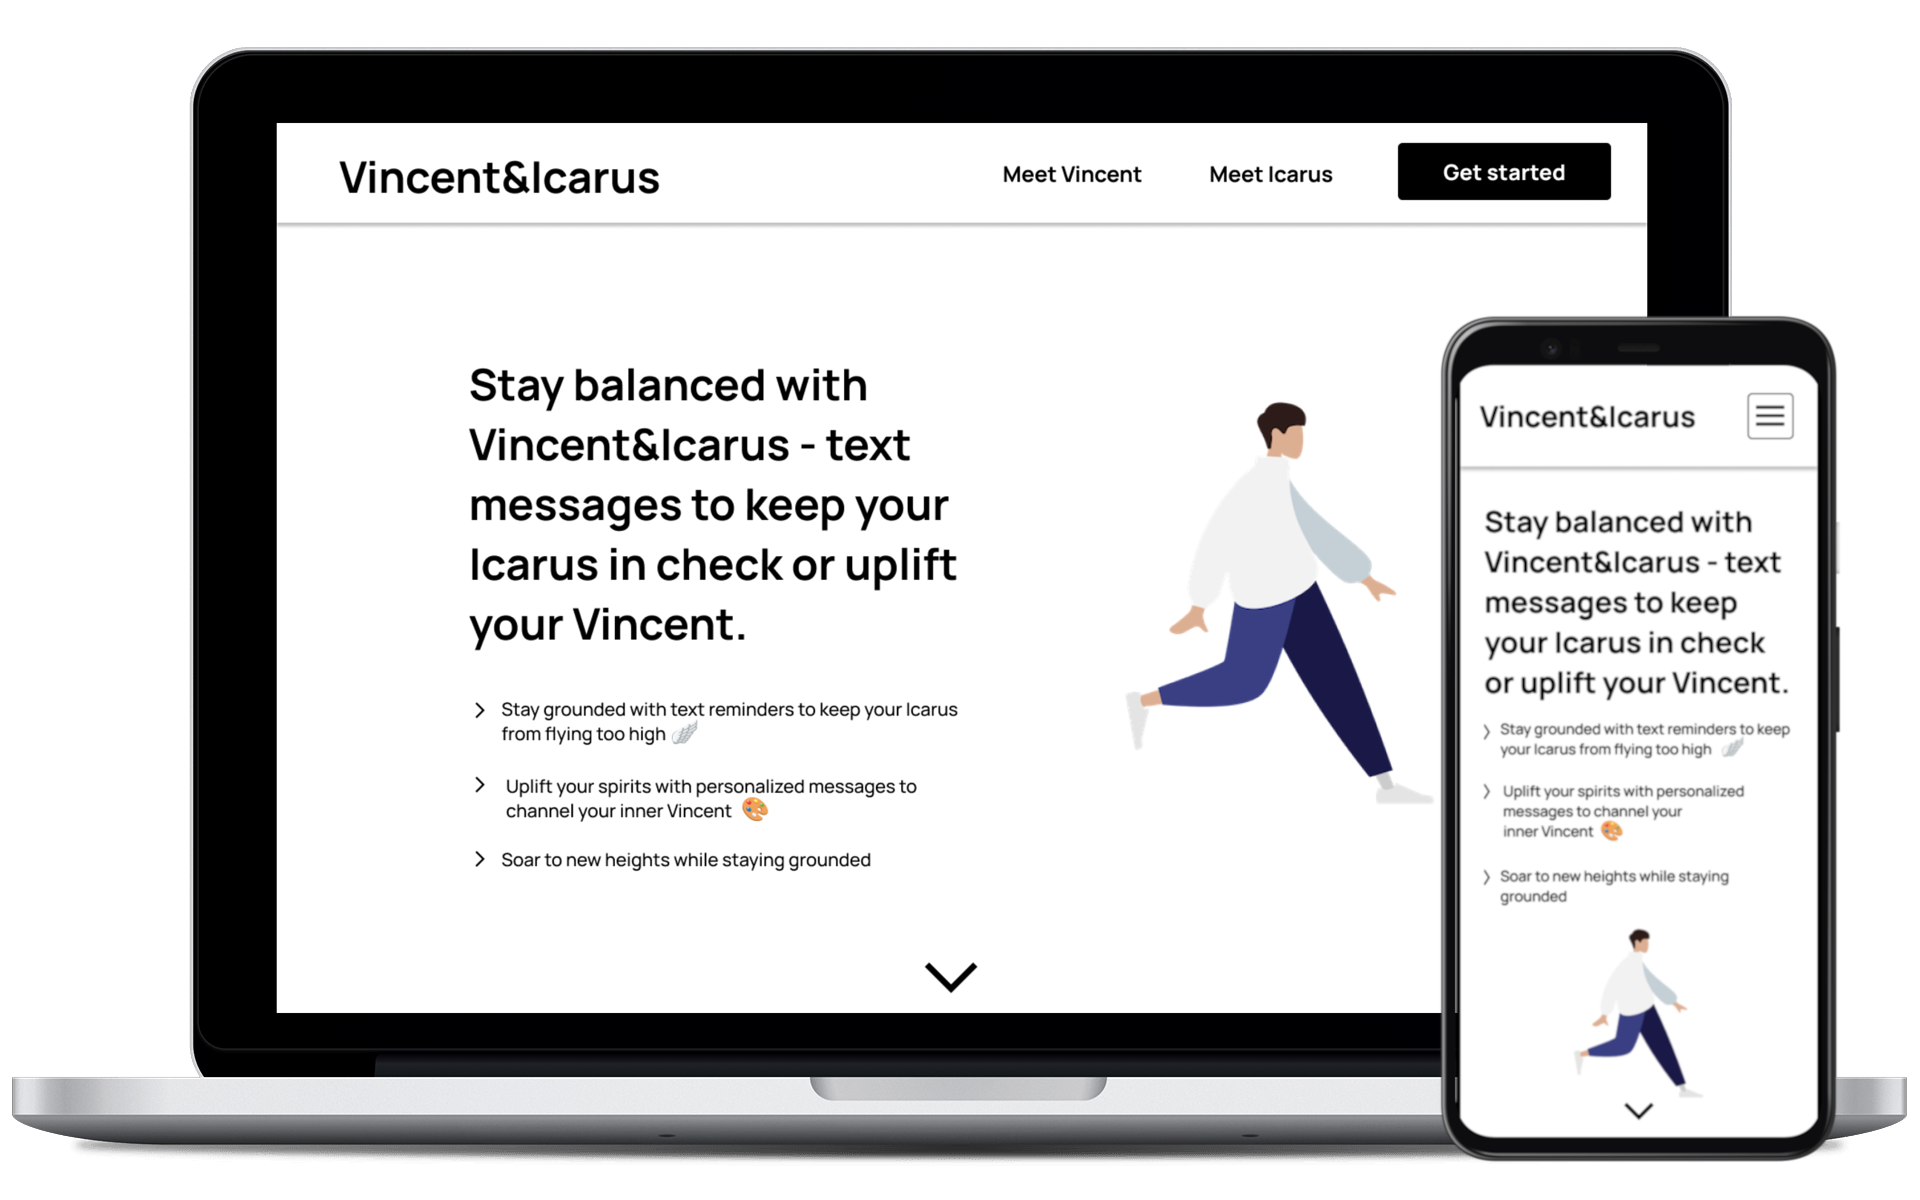 Vincent&Icarus
Meet Vincent
Meet Icarus
Get started
Stay balanced with
Vincent&Icarus - text
messages to keep your
Icarus in check or uplift
your Vincent.
Stay grounded with text reminders to keep your Icarus
from flying too high
Uplift your spirits with personalized messages to
channel your inner Vincent
Soar to new heights while staying grounded
Vincent&Icarus
Stay balanced with
Vincent&Icarus - text
messages to keep
your Icarus in check
or uplift your Vincent.
Stay grounded with text reminders to keep
your Icarus from flying too high
Uplift your spirits with personalized
messages to channel your
inner Vincent
Soar to new heights while staying
grounded